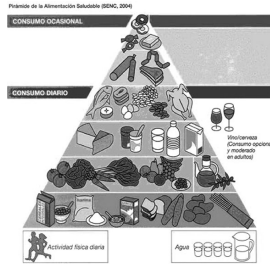 Pirámide de la Alimentación Saludable (SENC, 2004)
CONSUMO OCASIONAL
CONSUMO DIARIO
Vino/cerveza
(Consumo opcional
y moderado
en adultos)
harina
Actividad física diaria
Agua